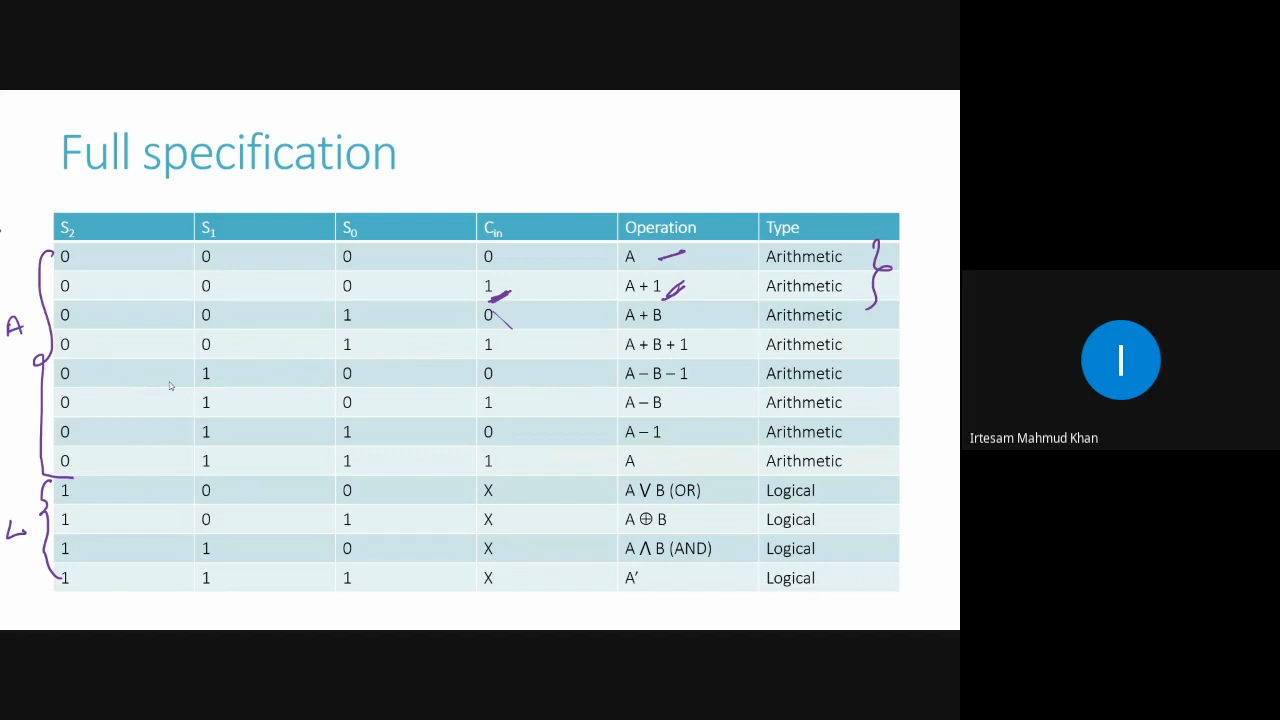 Full specification
S2 S1 S0 Cin Operation Type
0 0 0 0 A Arithmetic
0 0 0 1 A + 1 Arithmetic
0 0 1 0 A + B Arithmetic
0 0 1 1 A + B + 1 Arithmetic
0 1 0 0 A – B – 1 Arithmetic
0 1 0 1 A – B Arithmetic
0 1 1 0 A – 1 Arithmetic
0 1 1 1 A Arithmetic
1 0 0 X A ⋁ B (OR) Logical
1 0 1 X A ⊕ B Logical
1 1 0 X A ⋀ B (AND) Logical
1 1 1 X A′ Logical
A
L
I
Irtesam Mahmud Khan